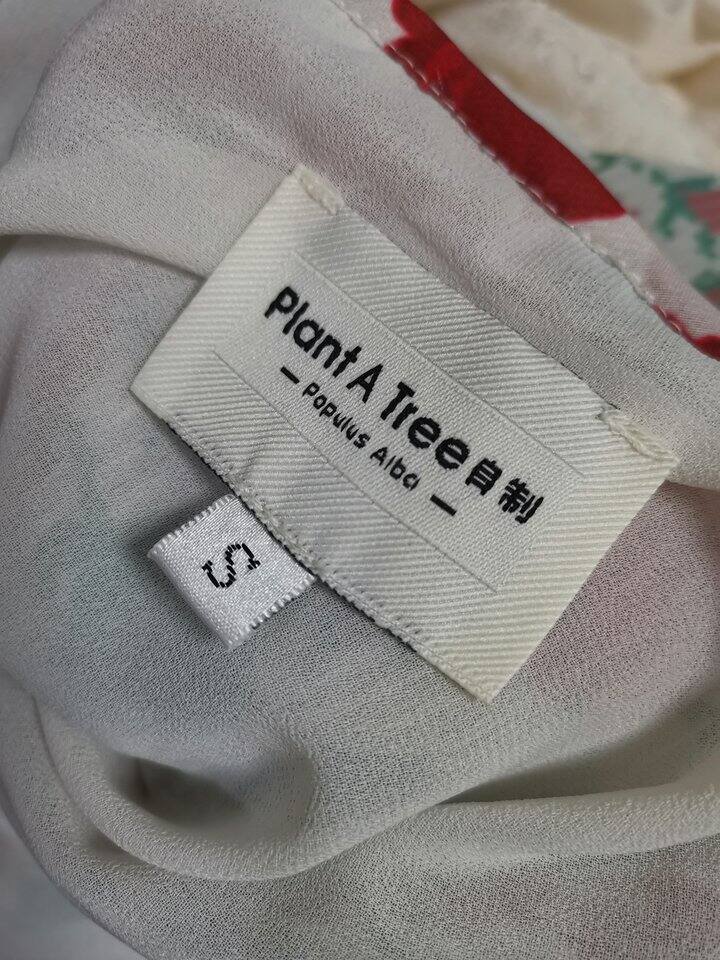 Plant A Tree自制
– Populus Alba –
S